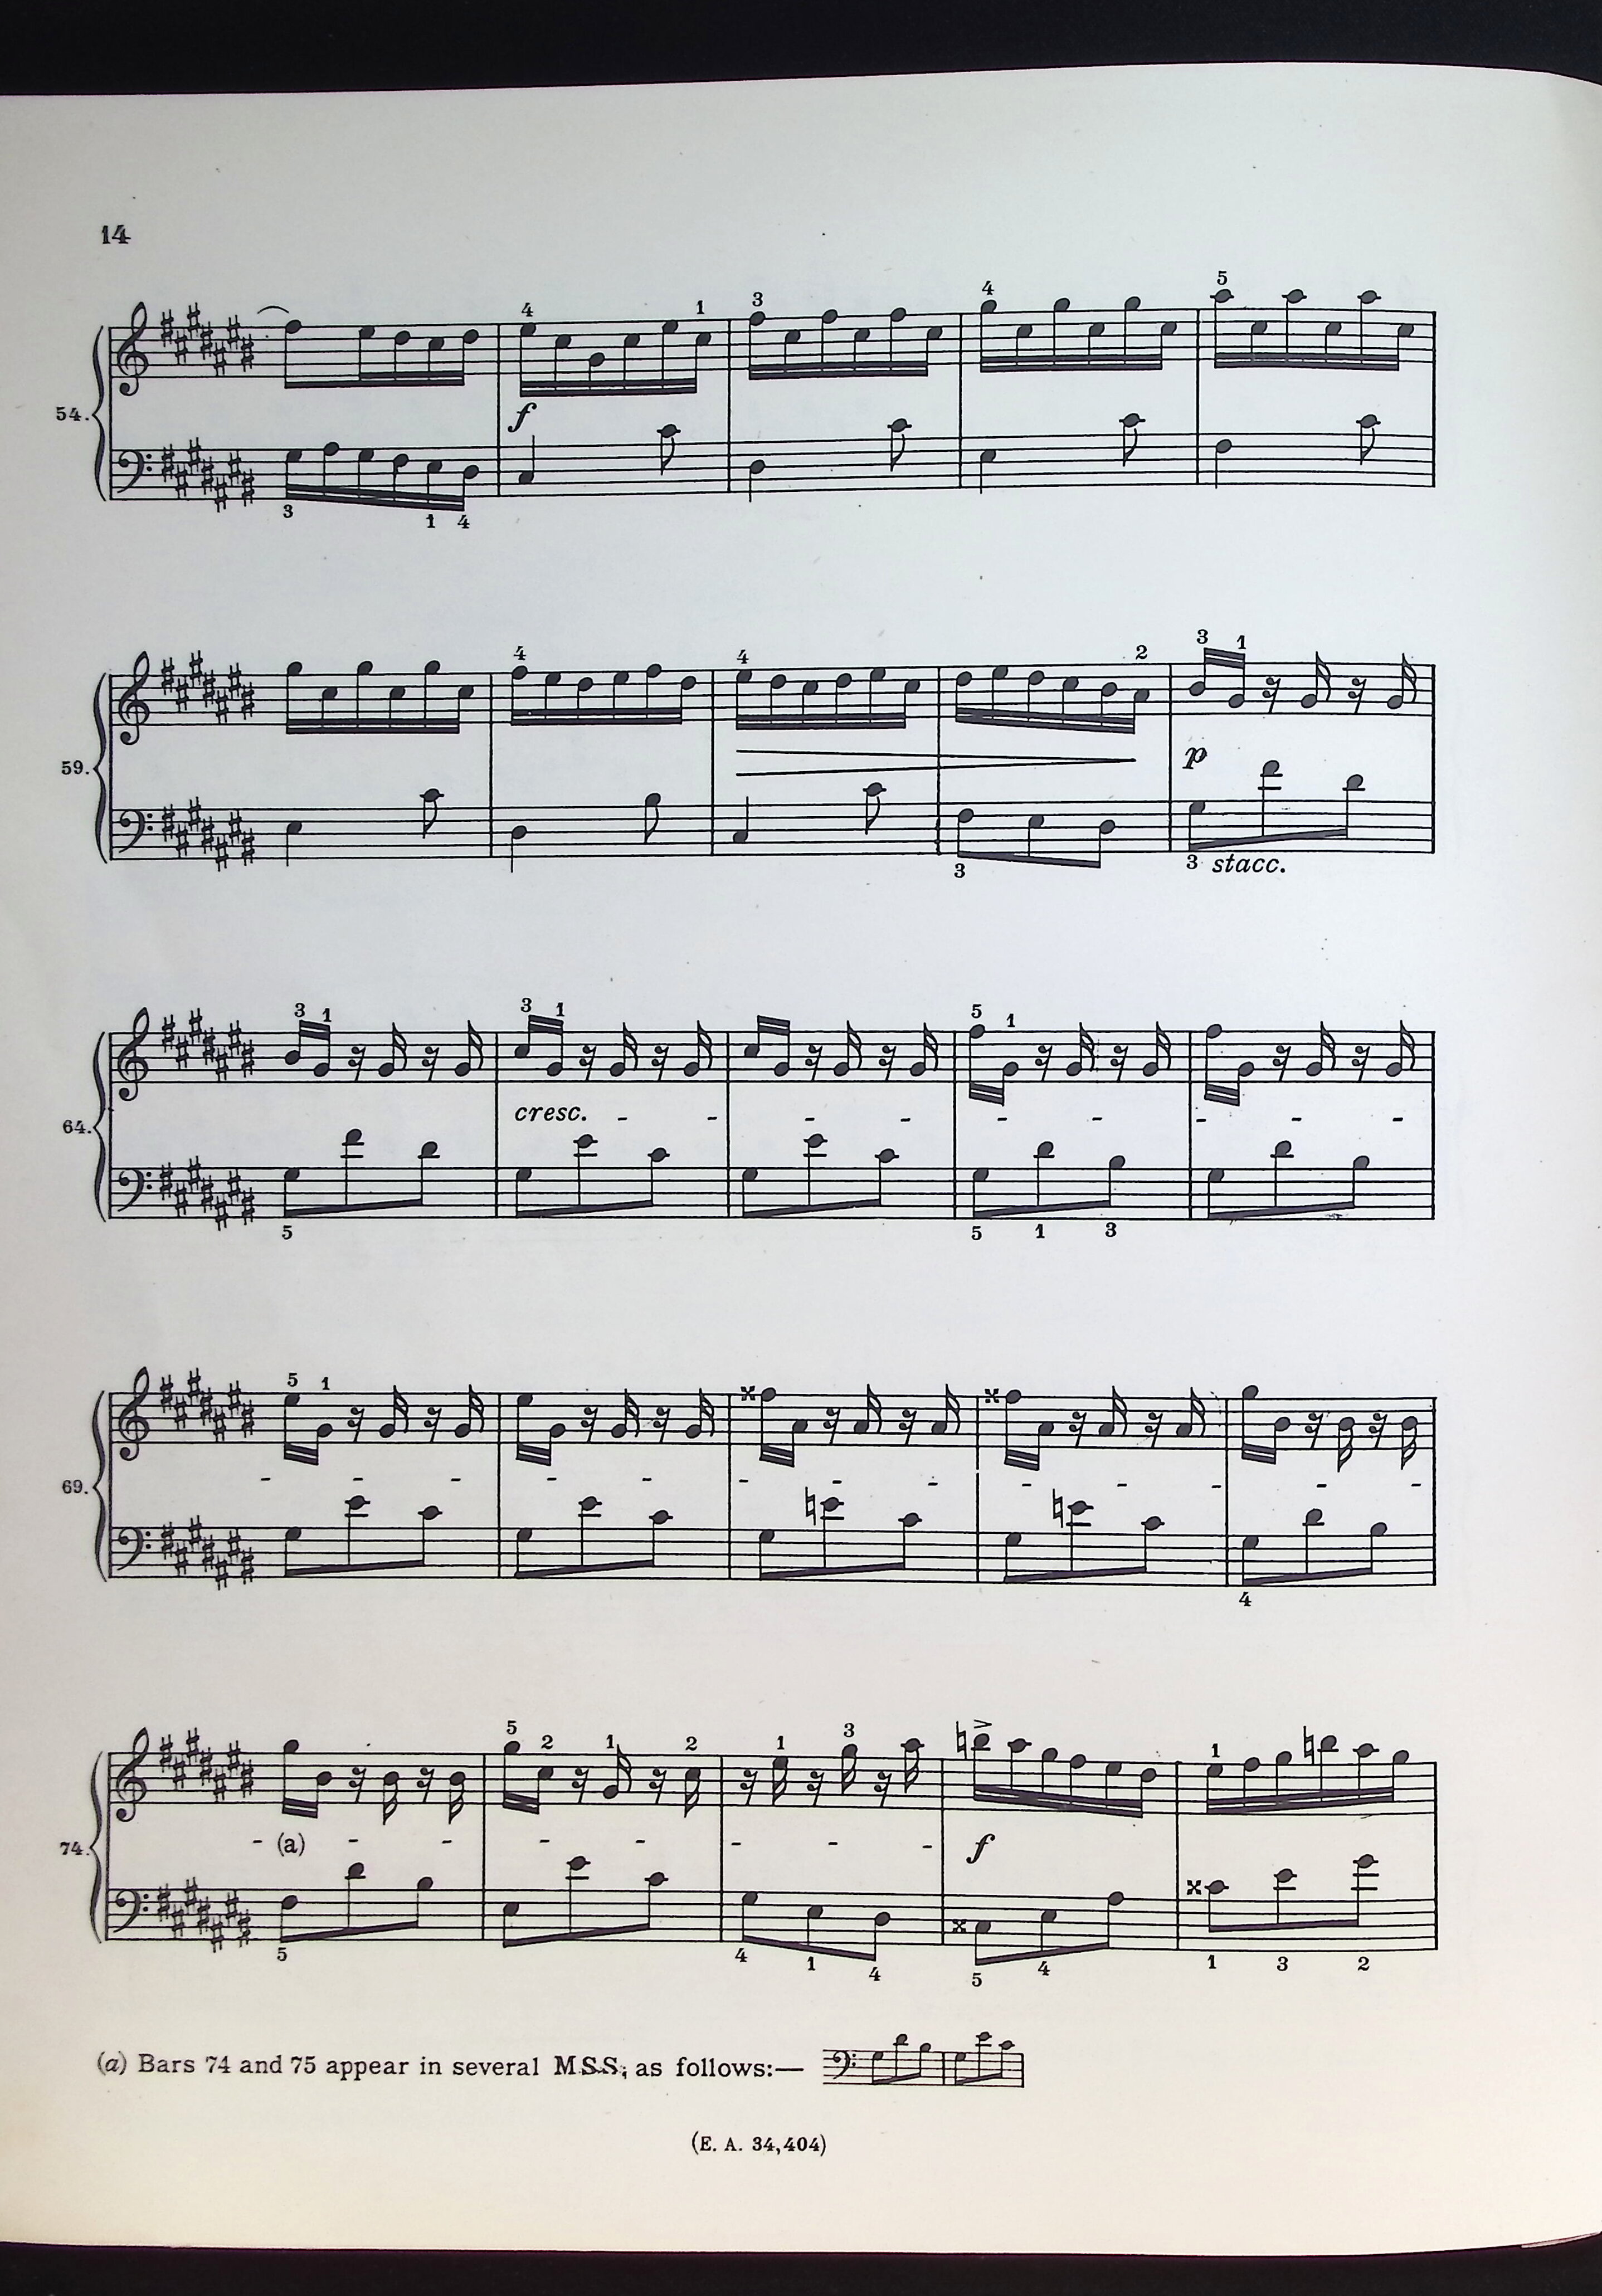 14
4 1 3 4 5
54.
f
3 1 4
4 4 2 3 1
59.
p
3 3 stacc.
3 1 3 1 5 1
cresc. - - - - - - - - -
64.
5 5 1 3
5 1
- - - - - - - - - - - - -
69.
4
5 2 1 2 1 3 1
74.
- (a) - - - - - - - f
5 4 1 4 5 4 1 3 2
(a) Bars 74 and 75 appear in several M.S.S. as follows:—
(E. A. 34,404)